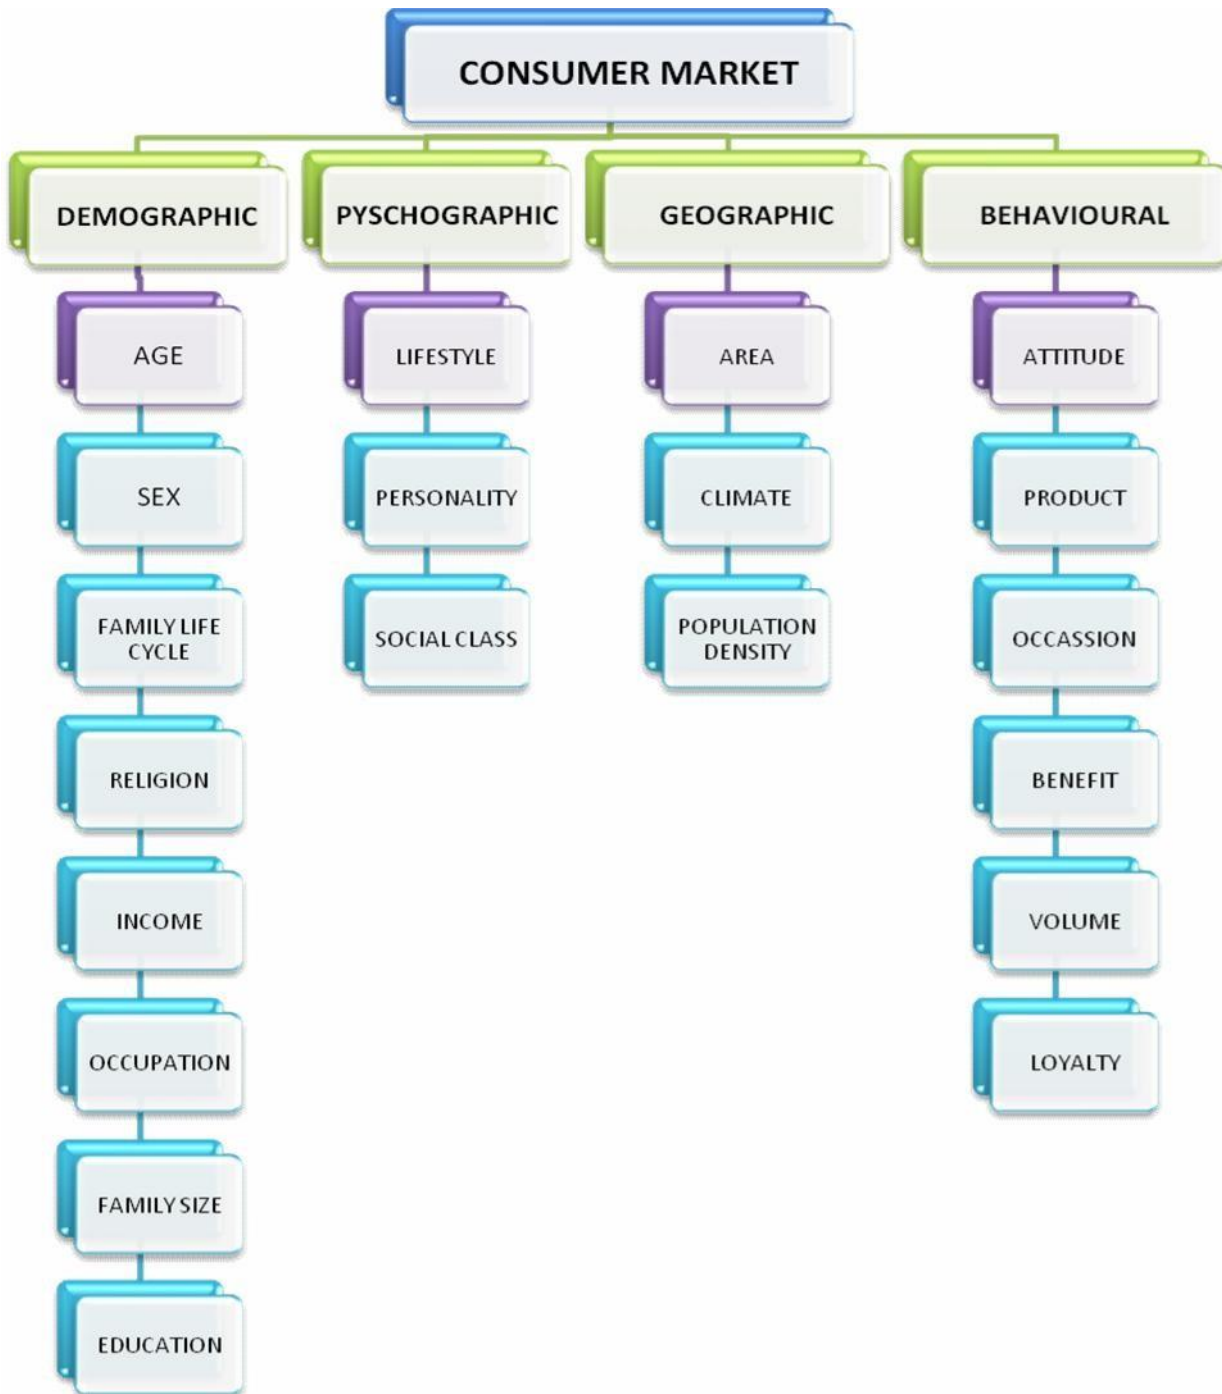 CONSUMER MARKET
DEMOGRAPHIC
PYSCHOGRAPHIC
GEOGRAPHIC
BEHAVIOURAL
AGE
SEX
FAMILY LIFE
CYCLE
RELIGION
INCOME
OCCUPATION
FAMILY SIZE
EDUCATION
LIFESTYLE
PERSONALITY
SOCIAL CLASS
AREA
CLIMATE
POPULATION
DENSITY
ATTITUDE
PRODUCT
OCCASSION
BENEFIT
VOLUME
LOYALTY